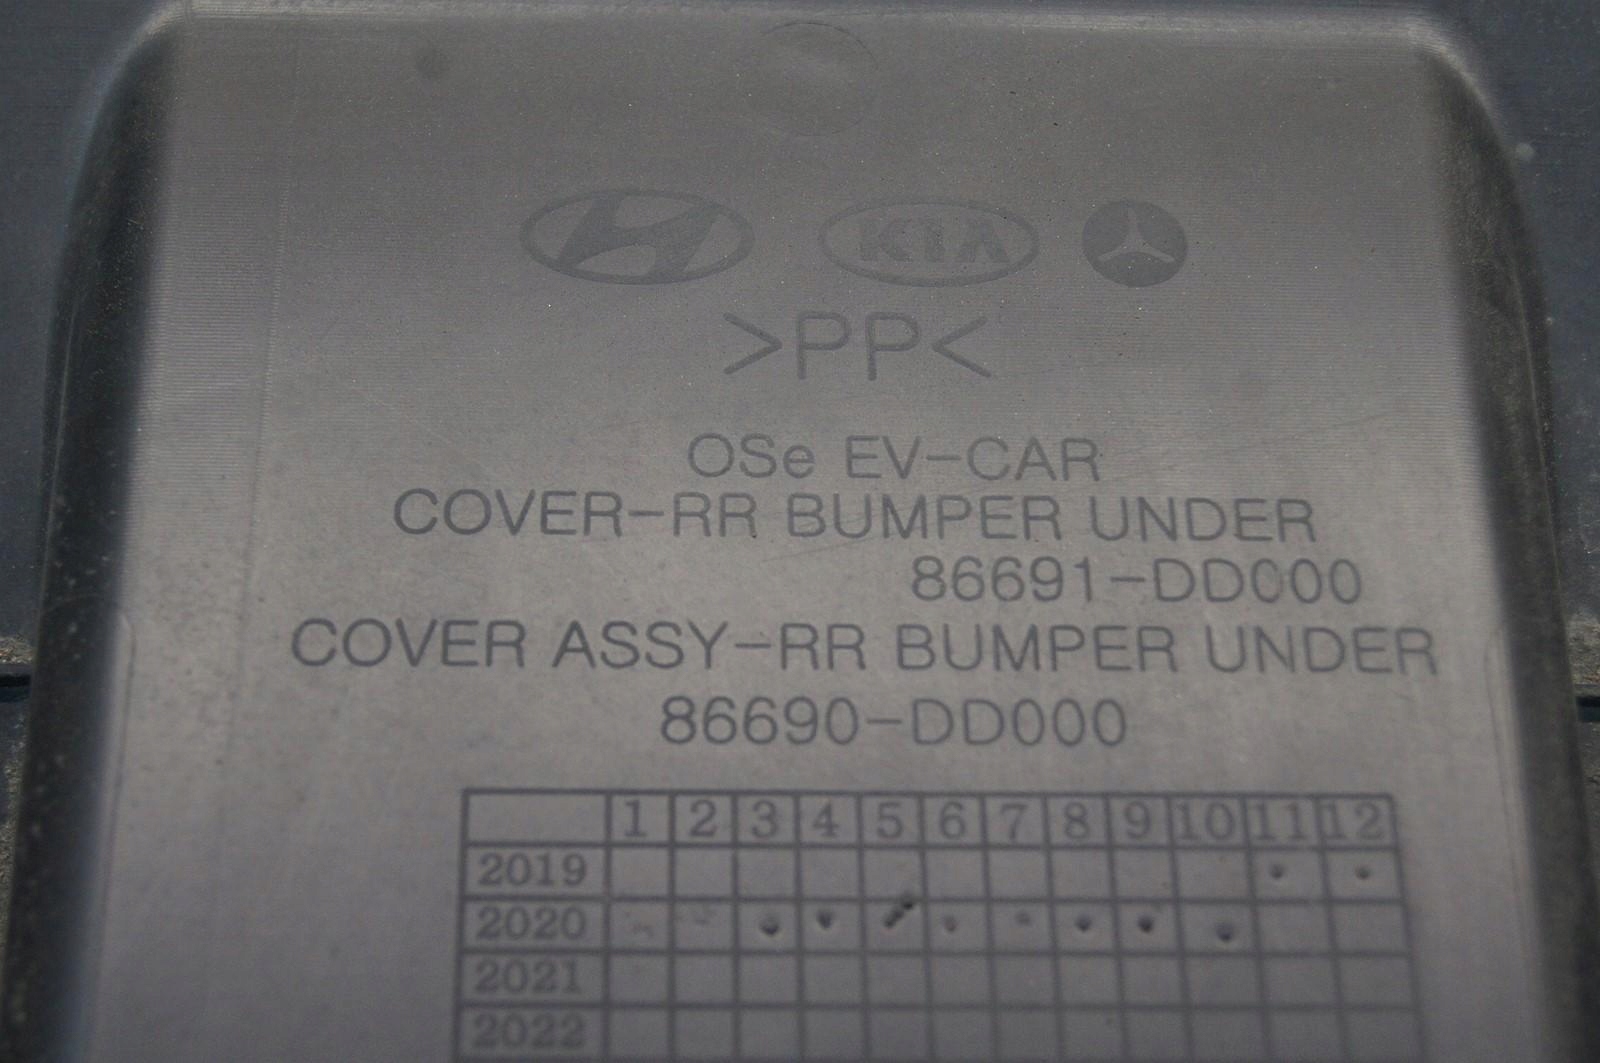 KIA
>PP<
OSe EV-CAR
COVER-RR BUMPER UNDER
86691-DD000
COVER ASSY-RR BUMPER UNDER
86690-DD000
1 2 3 4 5 6 7 8 9 10 11 12
2019
2020
2021
2022